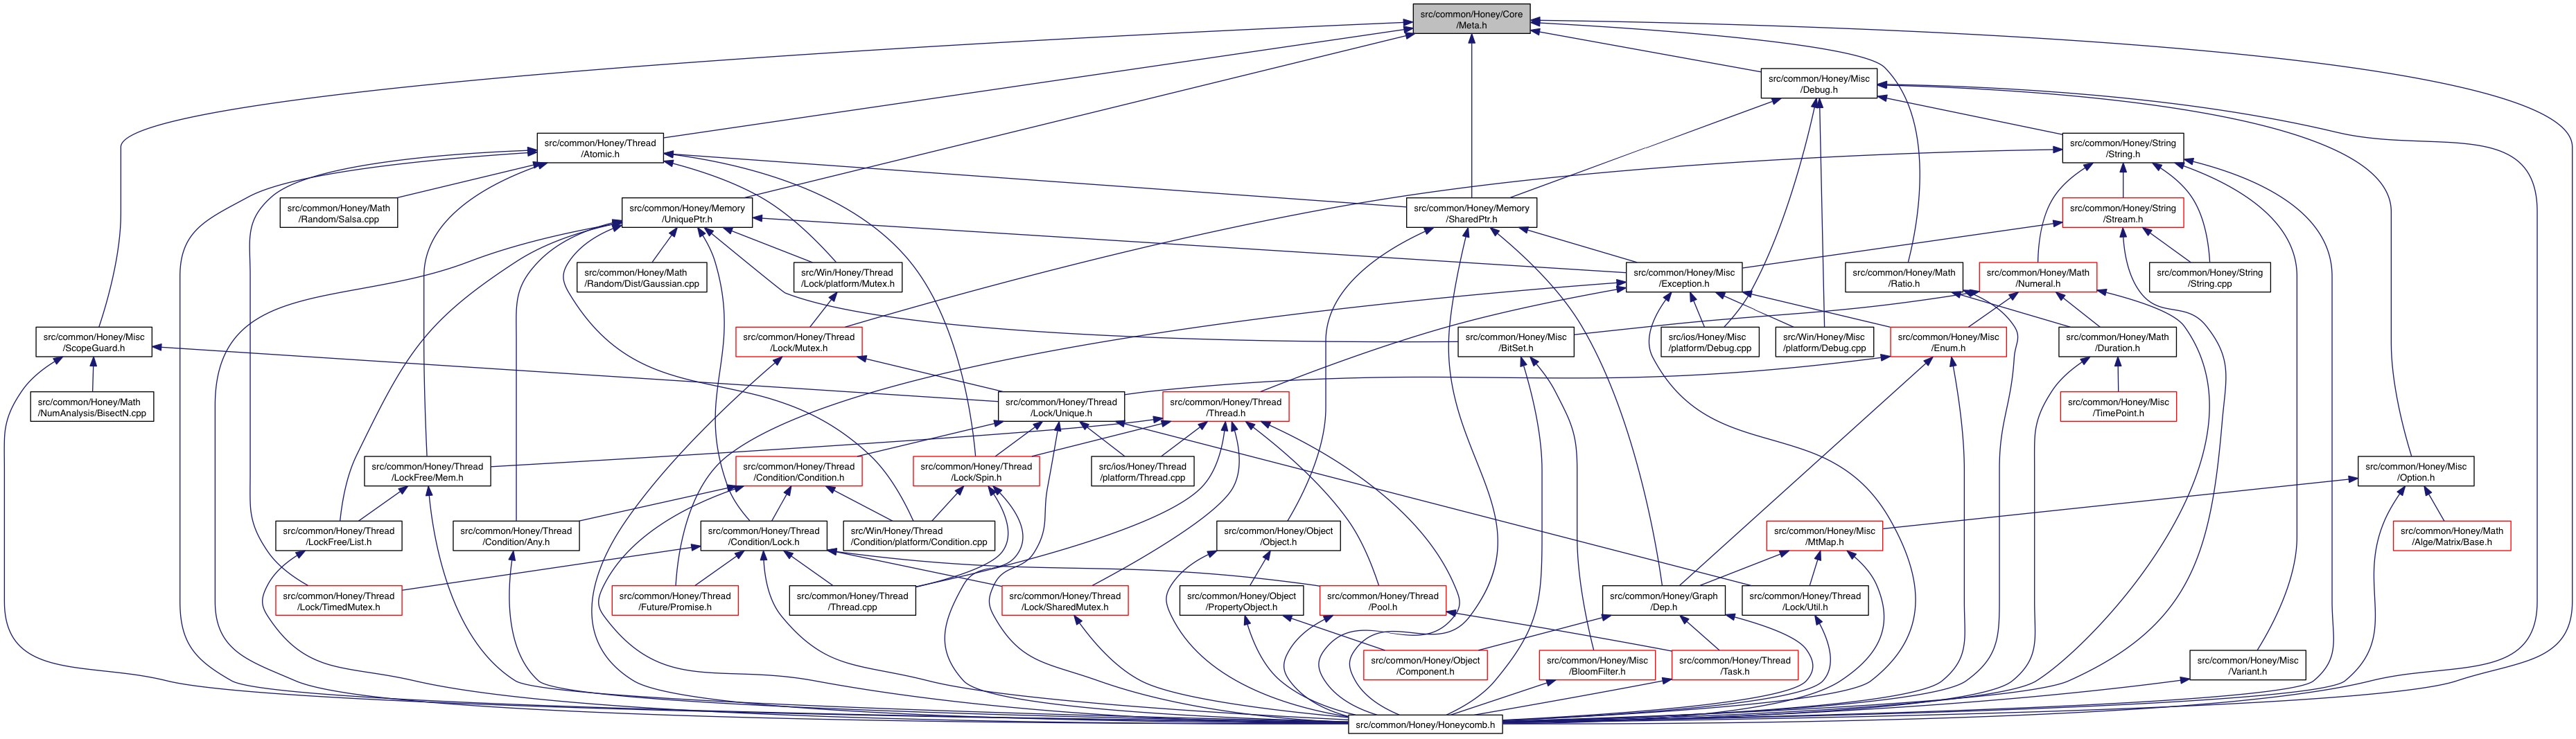 src/common/Honey/Core
/Meta.h
src/common/Honey/Misc
/Debug.h
src/common/Honey/Thread
/Atomic.h
src/common/Honey/String
/String.h
src/common/Honey/Math
/Random/Salsa.cpp
src/common/Honey/Memory
/UniquePtr.h
src/common/Honey/Memory
/SharedPtr.h
src/common/Honey/String
/Stream.h
src/common/Honey/Math
/Random/Dist/Gaussian.cpp
src/Win/Honey/Thread
/Lock/platform/Mutex.h
src/common/Honey/Misc
/Exception.h
src/common/Honey/Math
/Ratio.h
src/common/Honey/Math
/Numeral.h
src/common/Honey/String
/String.cpp
src/common/Honey/Misc
/ScopeGuard.h
src/common/Honey/Thread
/Lock/Mutex.h
src/common/Honey/Misc
/BitSet.h
src/ios/Honey/Misc
/platform/Debug.cpp
src/Win/Honey/Misc
/platform/Debug.cpp
src/common/Honey/Misc
/Enum.h
src/common/Honey/Math
/Duration.h
src/common/Honey/Math
/NumAnalysis/BisectN.cpp
src/common/Honey/Thread
/Lock/Unique.h
src/common/Honey/Thread
/Thread.h
src/common/Honey/Misc
/TimePoint.h
src/common/Honey/Thread
/LockFree/Mem.h
src/common/Honey/Thread
/Condition/Condition.h
src/common/Honey/Thread
/Lock/Spin.h
src/ios/Honey/Thread
/platform/Thread.cpp
src/common/Honey/Misc
/Option.h
src/common/Honey/Thread
/LockFree/List.h
src/common/Honey/Thread
/Condition/Any.h
src/common/Honey/Thread
/Condition/Lock.h
src/Win/Honey/Thread
/Condition/platform/Condition.cpp
src/common/Honey/Object
/Object.h
src/common/Honey/Misc
/MtMap.h
src/common/Honey/Math
/Alge/Matrix/Base.h
src/common/Honey/Thread
/Lock/TimedMutex.h
src/common/Honey/Thread
/Future/Promise.h
src/common/Honey/Thread
/Thread.cpp
src/common/Honey/Thread
/Lock/SharedMutex.h
src/common/Honey/Object
/PropertyObject.h
src/common/Honey/Thread
/Pool.h
src/common/Honey/Graph
/Dep.h
src/common/Honey/Thread
/Lock/Util.h
src/common/Honey/Object
/Component.h
src/common/Honey/Misc
/BloomFilter.h
src/common/Honey/Thread
/Task.h
src/common/Honey/Misc
/Variant.h
src/common/Honey/Honeycomb.h